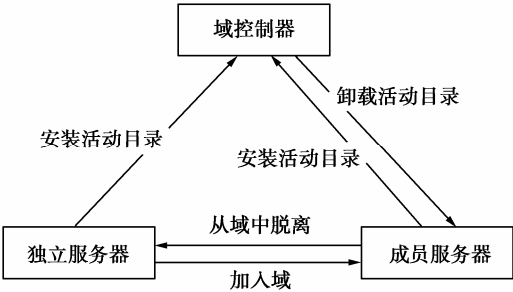 域控制器
卸载活动目录
安装活动目录
安装活动目录
从域中脱离
独立服务器
成员服务器
加入域